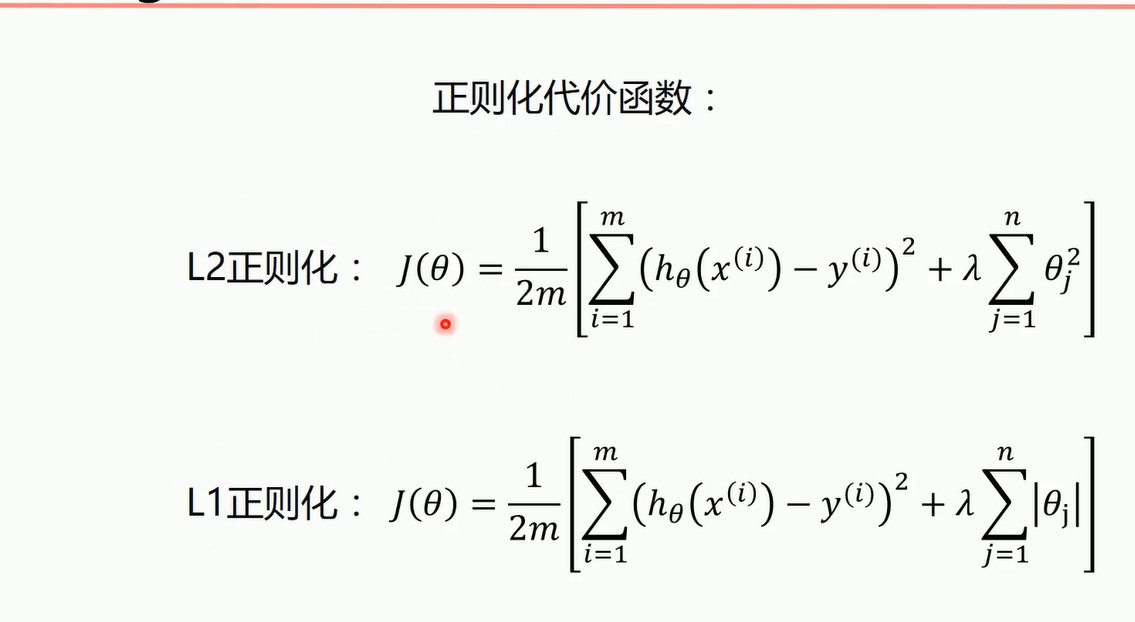 正则化代价函数：
L2正则化： $J(\theta) = \frac{1}{2m}\left[\sum_{i=1}^{m}\left(h_\theta\left(x^{(i)}\right) - y^{(i)}\right)^2 + \lambda\sum_{j=1}^{n}\theta_j^2\right]$
L1正则化： $J(\theta) = \frac{1}{2m}\left[\sum_{i=1}^{m}\left(h_\theta\left(x^{(i)}\right) - y^{(i)}\right)^2 + \lambda\sum_{j=1}^{n}|\theta_\mathrm{j}|\right]$